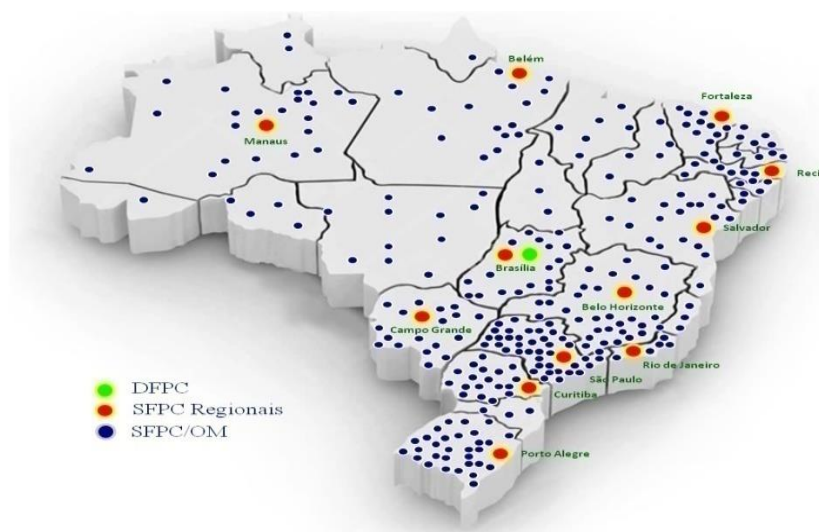 Belém
Fortaleza
Manaus
Reci
Salvador
Brasília
Belo Horizonte
Campo Grande
Rio de Janeiro
São Paulo
Curitiba
DFPC
SFPC Regionais
SFPC/OM
Porto Alegre